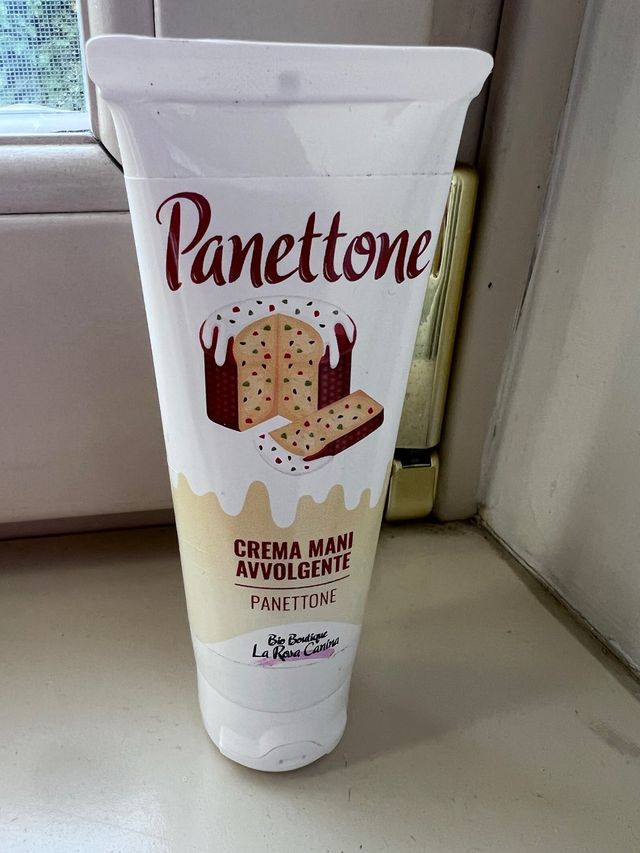 Panettone
CREMA MANI
AVVOLGENTE
PANETTONE
Bio Boutique
La Rosa Canina